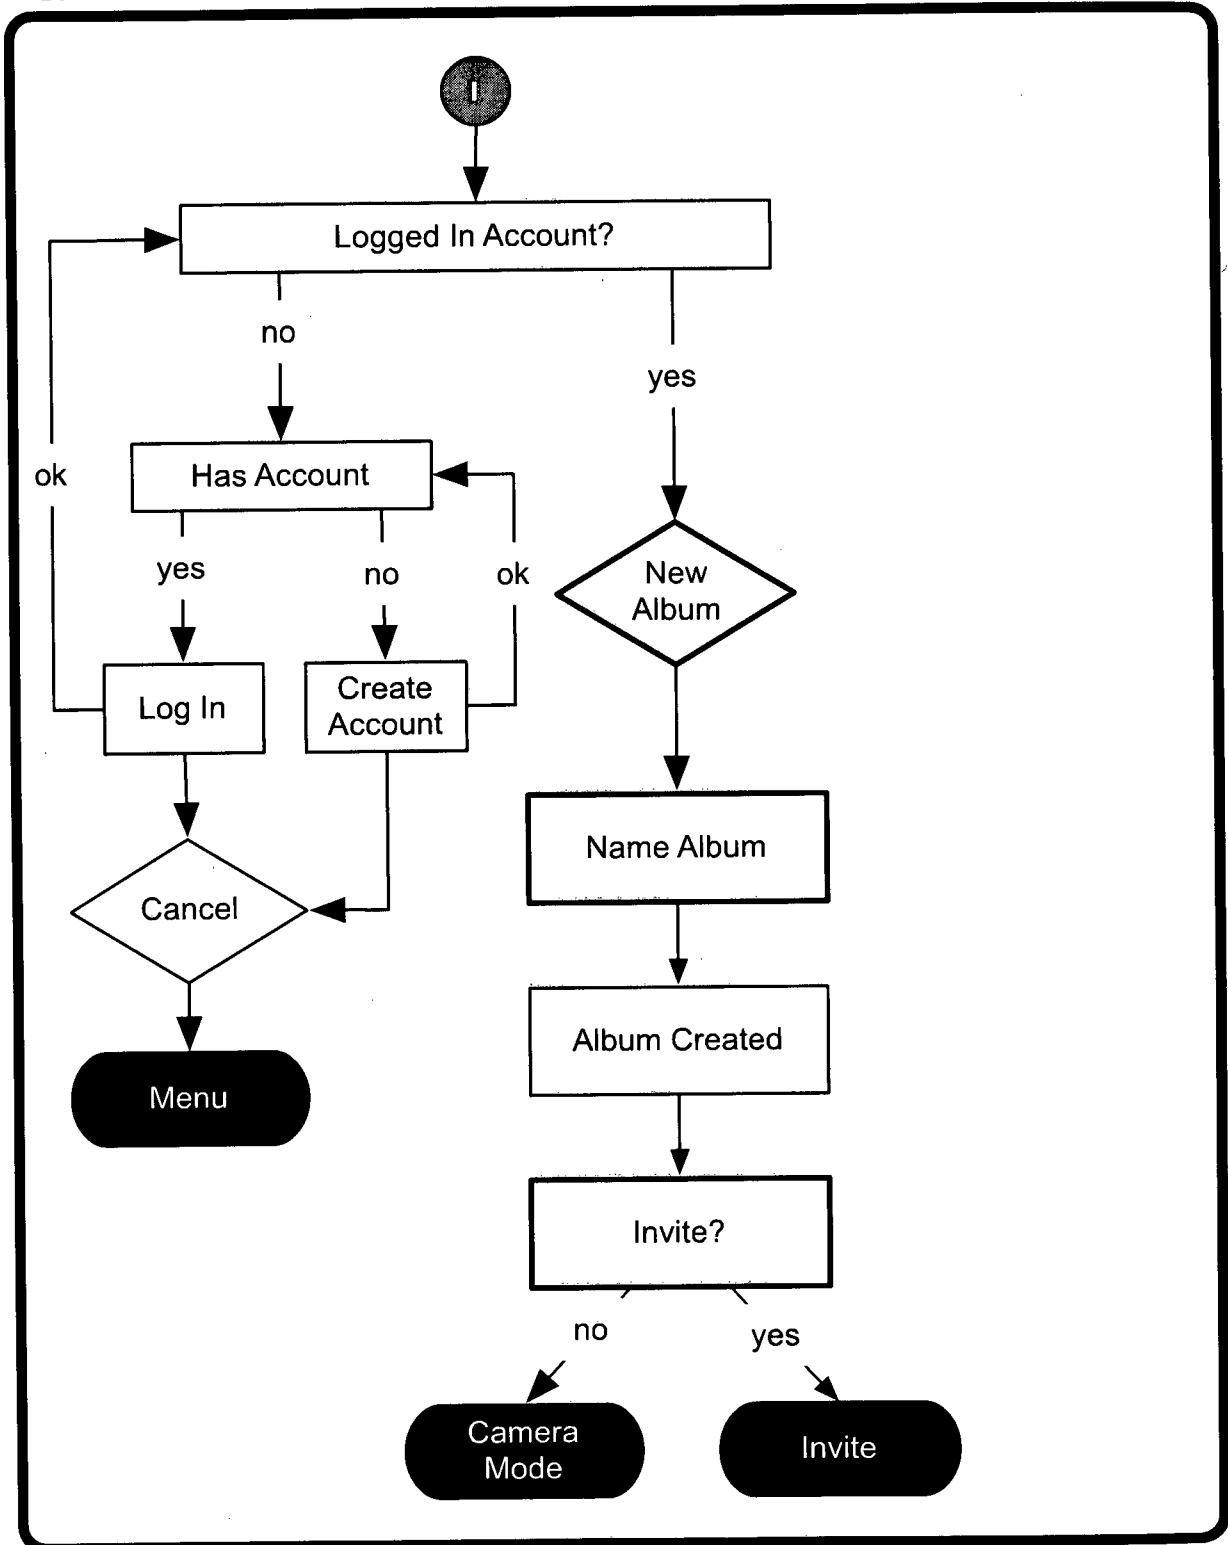 I
Logged In Account?
no
yes
Has Account
ok
yes
no
ok
New
Album
Log In
Create
Account
Name Album
Cancel
Album Created
Menu
Invite?
no
yes
Camera
Mode
Invite